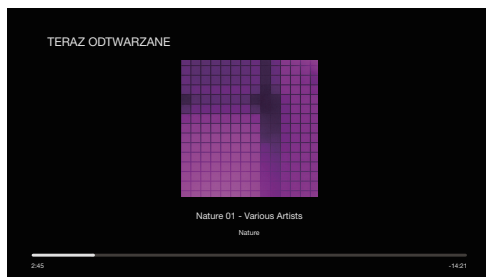 TERAZ ODTWARZANE
Nature 01 - Various Artists
Nature
2:45
-14:21